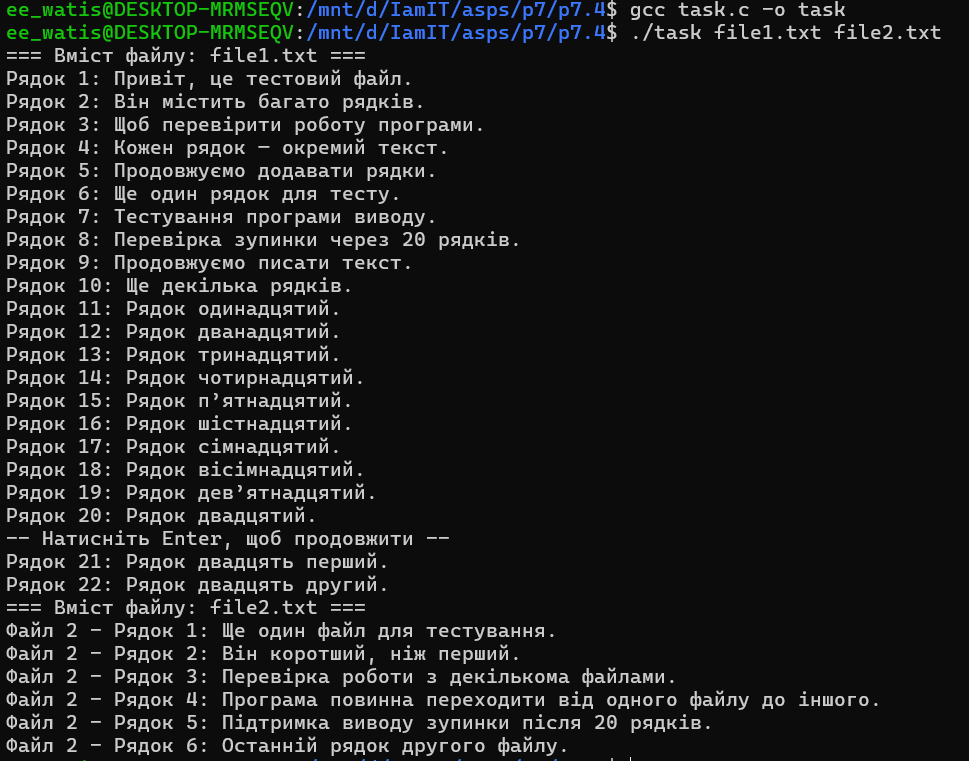 ee_watis@DESKTOP-MRMSEQV:/mnt/d/IamIT/asps/p7/p7.4$ gcc task.c -o task
ee_watis@DESKTOP-MRMSEQV:/mnt/d/IamIT/asps/p7/p7.4$ ./task file1.txt file2.txt
=== Вміст файлу: file1.txt ===
Рядок 1: Привіт, це тестовий файл.
Рядок 2: Він містить багато рядків.
Рядок 3: Щоб перевірити роботу програми.
Рядок 4: Кожен рядок — окремий текст.
Рядок 5: Продовжуємо додавати рядки.
Рядок 6: Ще один рядок для тесту.
Рядок 7: Тестування програми виводу.
Рядок 8: Перевірка зупинки через 20 рядків.
Рядок 9: Продовжуємо писати текст.
Рядок 10: Ще декілька рядків.
Рядок 11: Рядок одинадцятий.
Рядок 12: Рядок дванадцятий.
Рядок 13: Рядок тринадцятий.
Рядок 14: Рядок чотирнадцятий.
Рядок 15: Рядок п’ятнадцятий.
Рядок 16: Рядок шістнадцятий.
Рядок 17: Рядок сімнадцятий.
Рядок 18: Рядок вісімнадцятий.
Рядок 19: Рядок дев’ятнадцятий.
Рядок 20: Рядок двадцятий.
-- Натисніть Enter, щоб продовжити --
Рядок 21: Рядок двадцять перший.
Рядок 22: Рядок двадцять другий.
=== Вміст файлу: file2.txt ===
Файл 2 - Рядок 1: Ще один файл для тестування.
Файл 2 - Рядок 2: Він коротший, ніж перший.
Файл 2 - Рядок 3: Перевірка роботи з декількома файлами.
Файл 2 - Рядок 4: Програма повинна переходити від одного файлу до іншого.
Файл 2 - Рядок 5: Підтримка виводу зупинки після 20 рядків.
Файл 2 - Рядок 6: Останній рядок другого файлу.